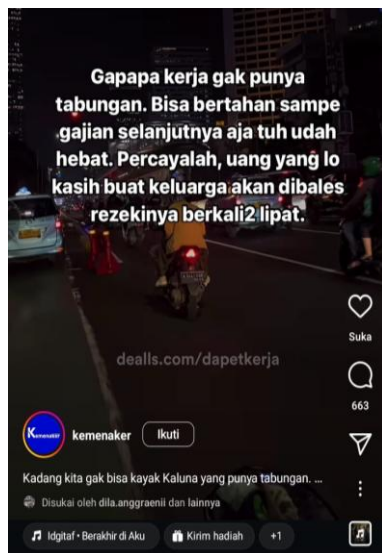 Gapapa kerja gak punya
tabungan. Bisa bertahan sampe
gajian selanjutnya aja tuh udah
hebat. Percayalah, uang yang lo
kasih buat keluarga akan dibales
rezekinya berkali2 lipat.
dealls.com/dapetkerja
Suka
663
kemenaker
Ikuti
Kadang kita gak bisa kayak Kaluna yang punya tabungan. ...
Disukai oleh dila.anggraenii dan lainnya
Idgitaf • Berakhir di Aku
Kirim hadiah
+1